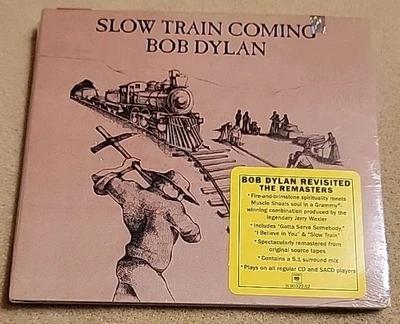 SLOW TRAIN COMING
BOB DYLAN
BOB DYLAN REVISITED
THE REMASTERS
• Fire-and-brimstone spirituality meets
Muscle Shoals soul in a Grammy®-
winning combination produced by the
legendary Jerry Wexler
• Includes "Gotta Serve Somebody,"
"I Believe in You" & "Slow Train"
• Spectacularly remastered from
original source tapes
• Contains a 5.1 surround mix
• Plays on all regular CD and SACD players